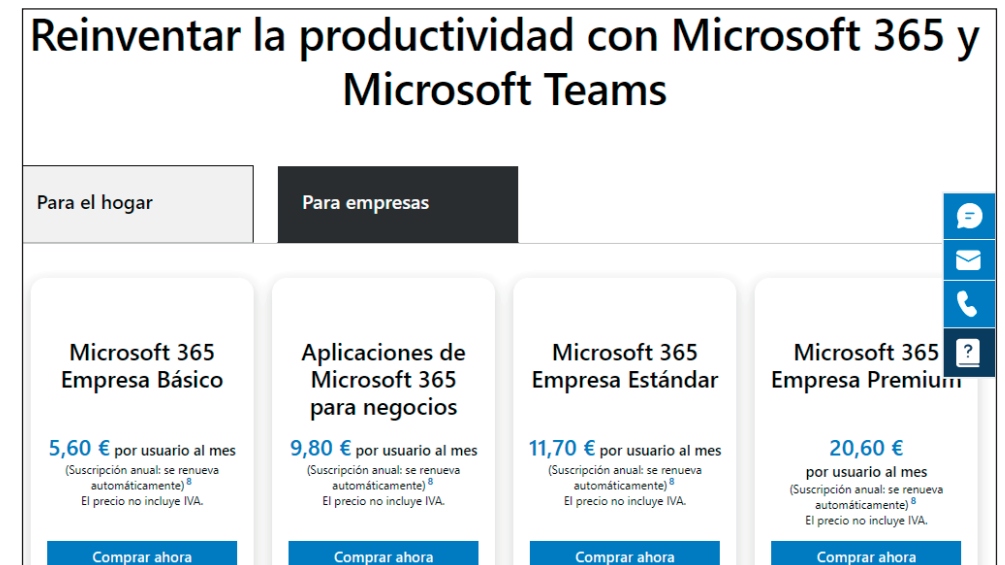 Reinventar la productividad con Microsoft 365 y
Microsoft Teams
Para el hogar
Para empresas
Microsoft 365
Empresa Básico
5,60 € por usuario al mes
(Suscripción anual: se renueva
automáticamente) 8
El precio no incluye IVA.
Comprar ahora
Aplicaciones de
Microsoft 365
para negocios
9,80 € por usuario al mes
(Suscripción anual: se renueva
automáticamente) 8
El precio no incluye IVA.
Comprar ahora
Microsoft 365
Empresa Estándar
11,70 € por usuario al mes
(Suscripción anual: se renueva
automáticamente) 8
El precio no incluye IVA.
Comprar ahora
Microsoft 365
Empresa Premium
20,60 €
por usuario al mes
(Suscripción anual: se renueva
automáticamente) 8
El precio no incluye IVA.
Comprar ahora
?